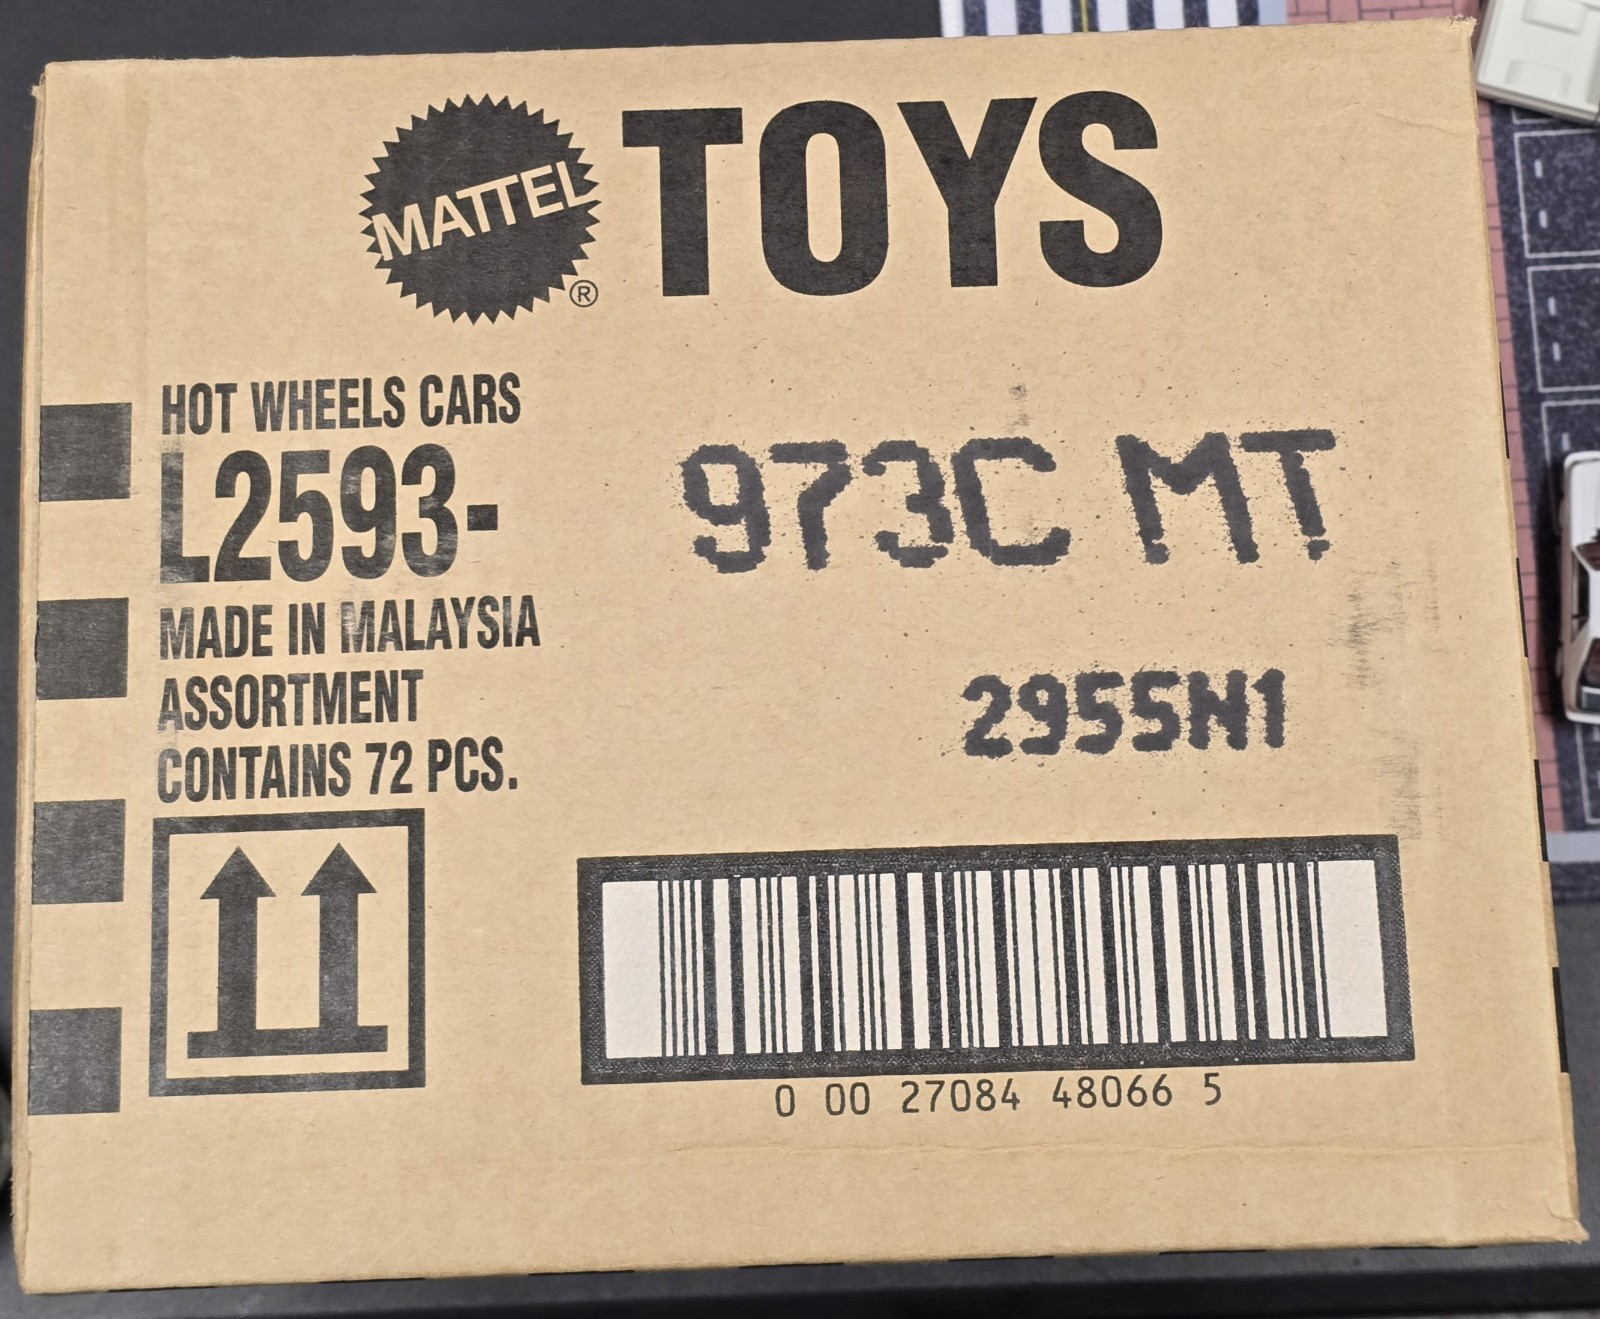 MATTEL® TOYS
HOT WHEELS CARS
L2593-
973C MT
MADE IN MALAYSIA
ASSORTMENT
CONTAINS 72 PCS.
2955N1
0 00 27084 48066 5